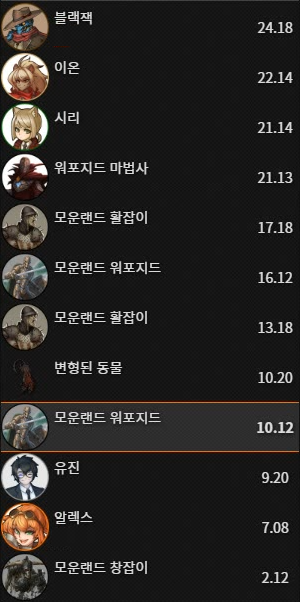 블랙잭
24.18
이온
22.14
시리
21.14
워포지드 마법사
21.13
모운랜드 활잡이
17.18
모운랜드 워포지드
16.12
모운랜드 활잡이
13.18
변형된 동물
10.20
모운랜드 워포지드
10.12
유진
9.20
알렉스
7.08
모운랜드 창잡이
2.12